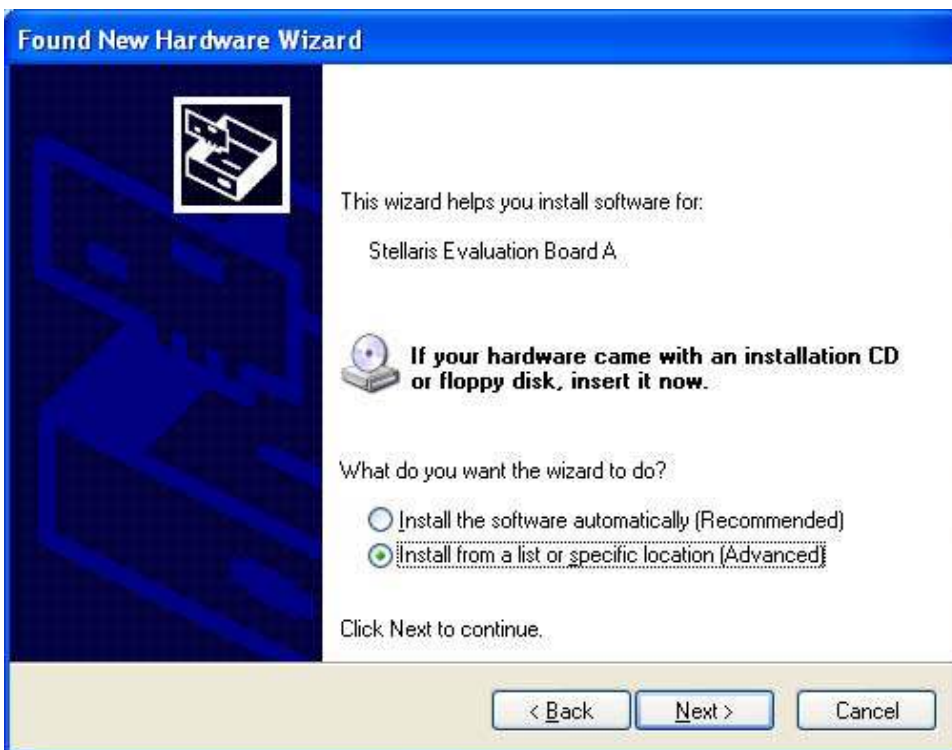 Found New Hardware Wizard
This wizard helps you install software for:
Stellaris Evaluation Board A
If your hardware came with an installation CD
or floppy disk, insert it now.
What do you want the wizard to do?
Install the software automatically (Recommended)
Install from a list or specific location (Advanced)
Click Next to continue.
< Back
Next >
Cancel